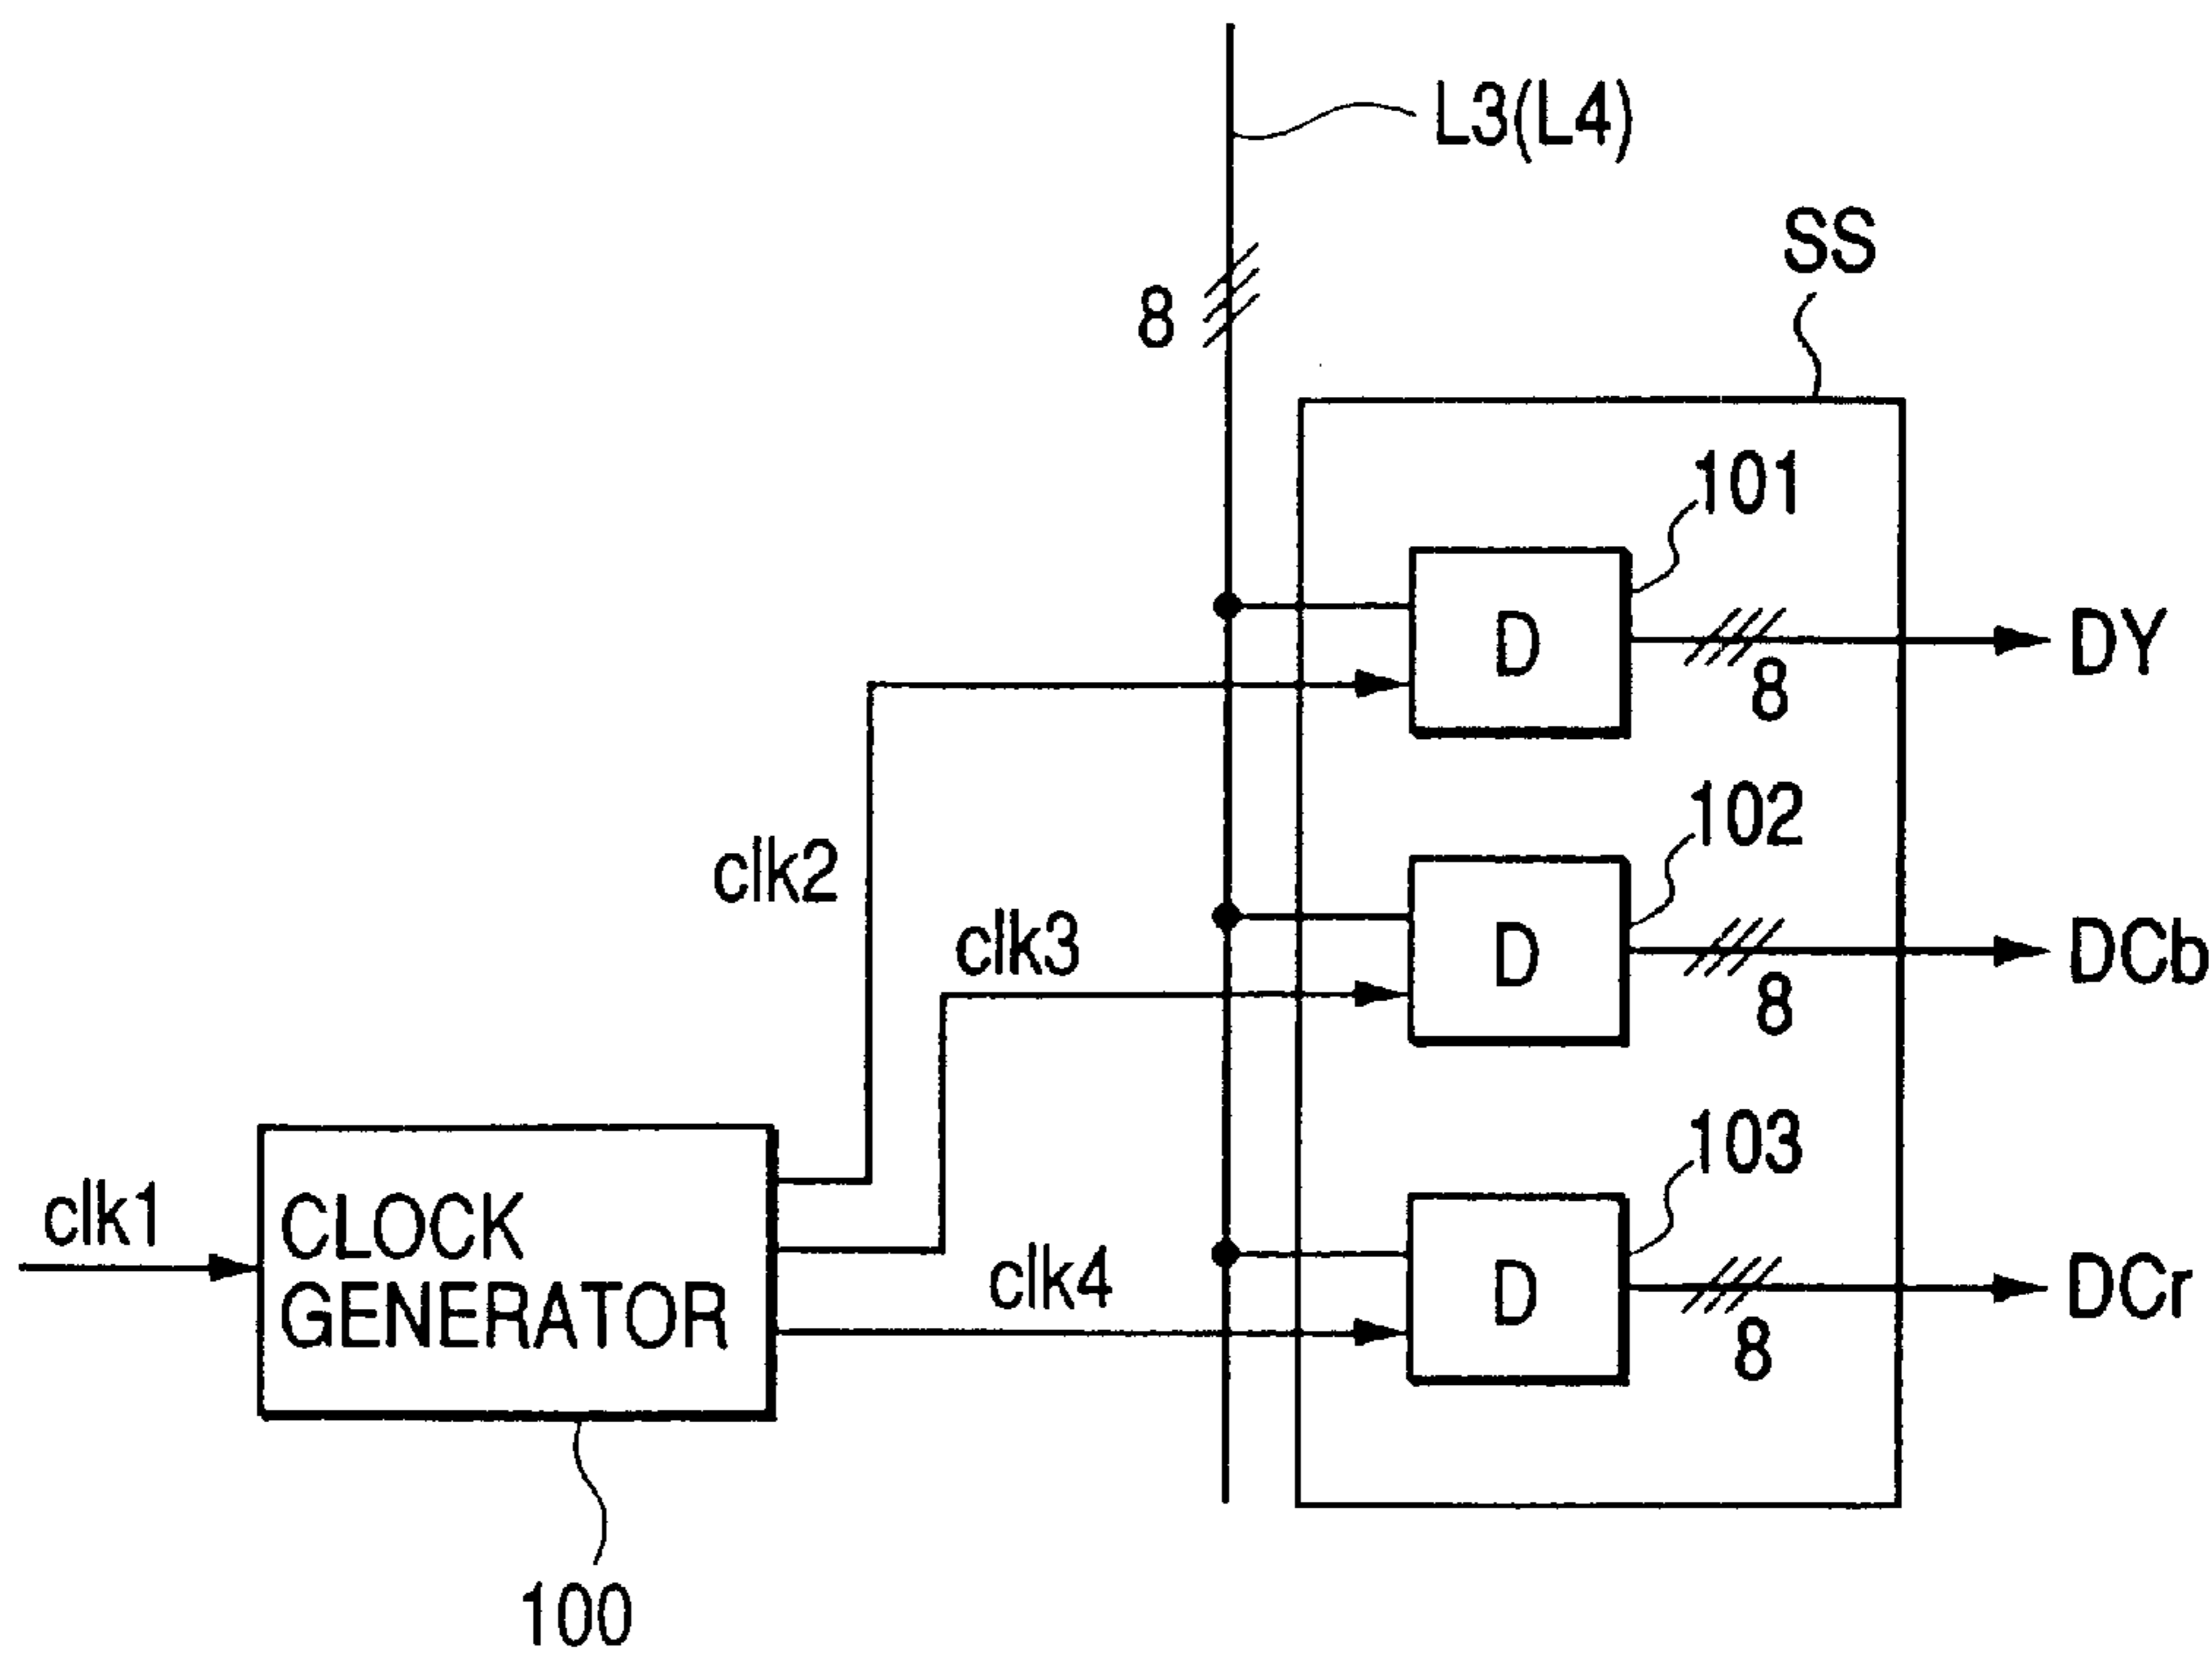 L3(L4)
SS
8
101
D
DY
8
102
clk2
clk3
D
DCb
8
103
clk1
CLOCK
GENERATOR
clk4
D
DCr
8
100